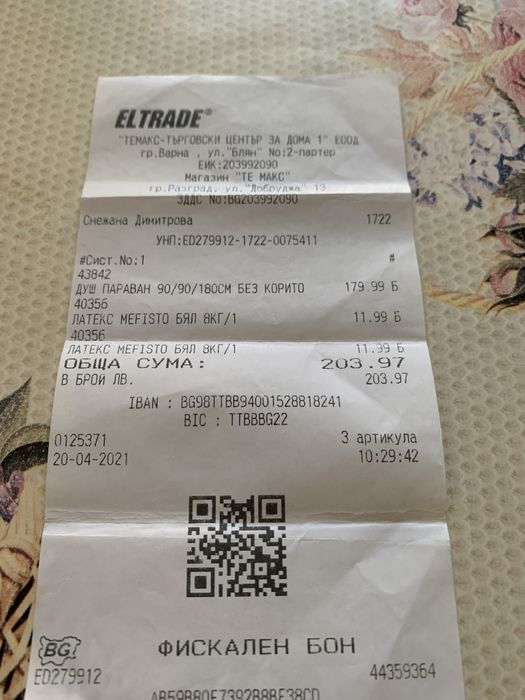 ELTRADE®
"ТЕМАКС-ТЪРГОВСКИ ЦЕНТЪР ЗА ДОМА 1" ЕООД
гр.Варна , ул."Блян" No:2-партер
ЕИК:203992090
Магазин "ТЕ МАКС"
гр.Разград, ул."Добруджа" 13
ЗДДС No:BG203992090
Снежана Димитрова 1722
УНП:ED279912-1722-0075411
#Сист.No:1 #
43842
ДУШ ПАРАВАН 90/90/180СМ БЕЗ КОРИТО 179.99 Б
40356
ЛАТЕКС MEFISTO БЯЛ 8КГ/1 11.99 Б
40356
ЛАТЕКС MEFISTO БЯЛ 8КГ/1 11.99 Б
ОБЩА СУМА: 203.97
В БРОЙ ЛВ. 203.97
IBAN : BG98TTBB94001528818241
BIC : TTBBBG22
0125371 3 артикула
20-04-2021 10:29:42
BG
ФИСКАЛЕН БОН
ED279912 44359364